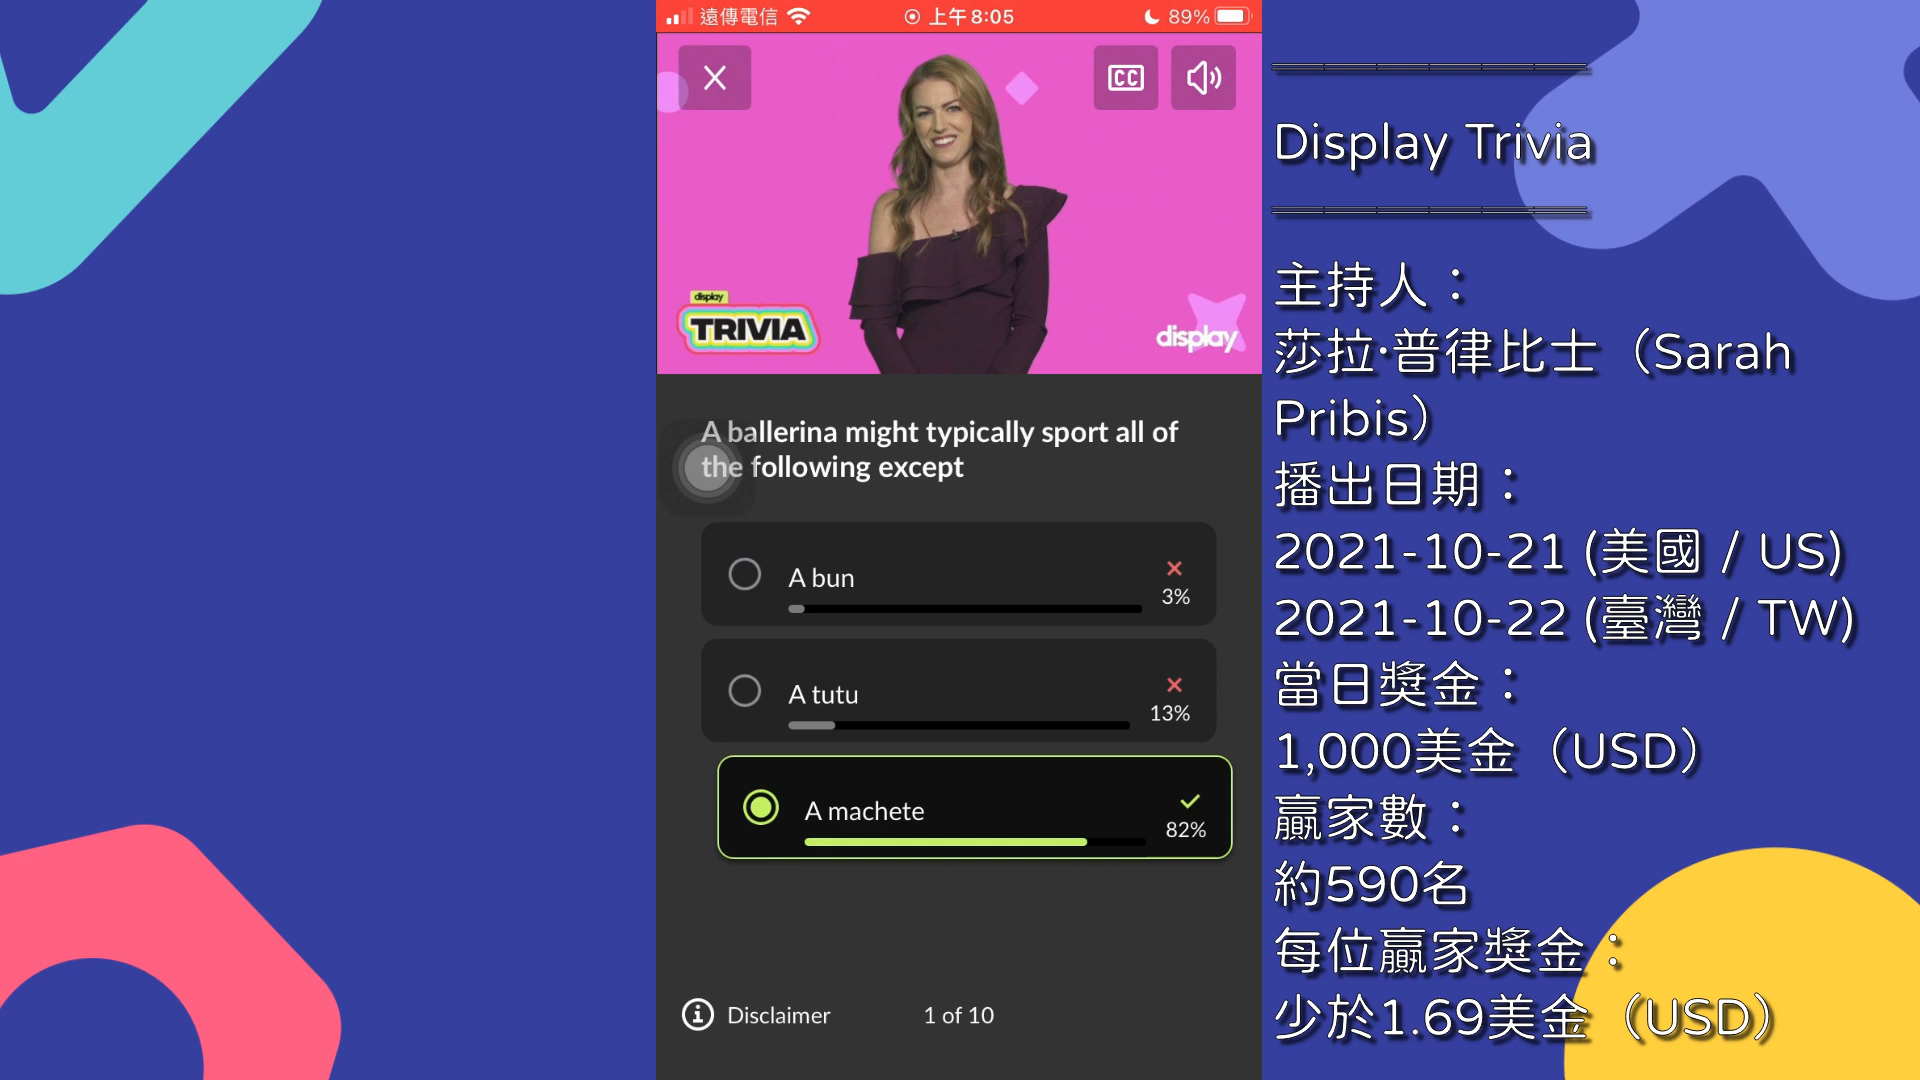 遠傳電信
上午8:05
89%
CC
display
TRIVIA
display
A ballerina might typically sport all of
the following except
A bun
3%
A tutu
13%
A machete
82%
Disclaimer
1 of 10
Display Trivia
主持人：
莎拉·普律比士（Sarah
Pribis）
播出日期：
2021-10-21 (美國 / US)
2021-10-22 (臺灣 / TW)
當日獎金：
1,000美金（USD）
贏家數：
約590名
每位贏家獎金：
少於1.69美金（USD）